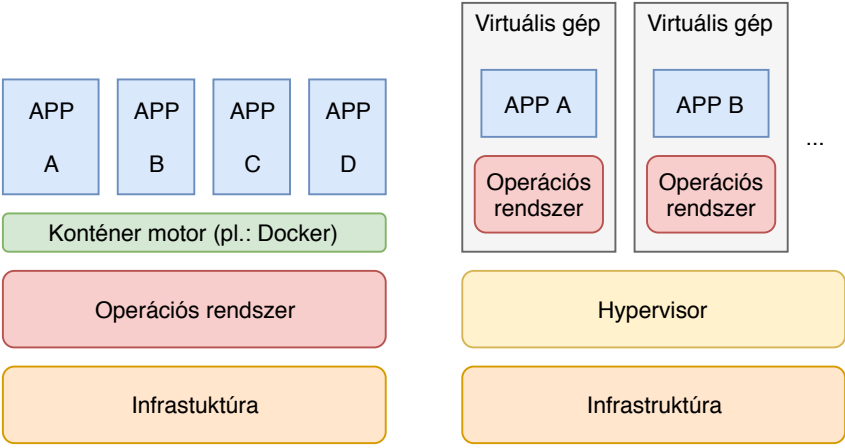 APP
A
APP
B
APP
C
APP
D
Konténer motor (pl.: Docker)
Operációs rendszer
Infrastuktúra
Virtuális gép
APP A
Operációs
rendszer
Virtuális gép
APP B
Operációs
rendszer
...
Hypervisor
Infrastruktúra